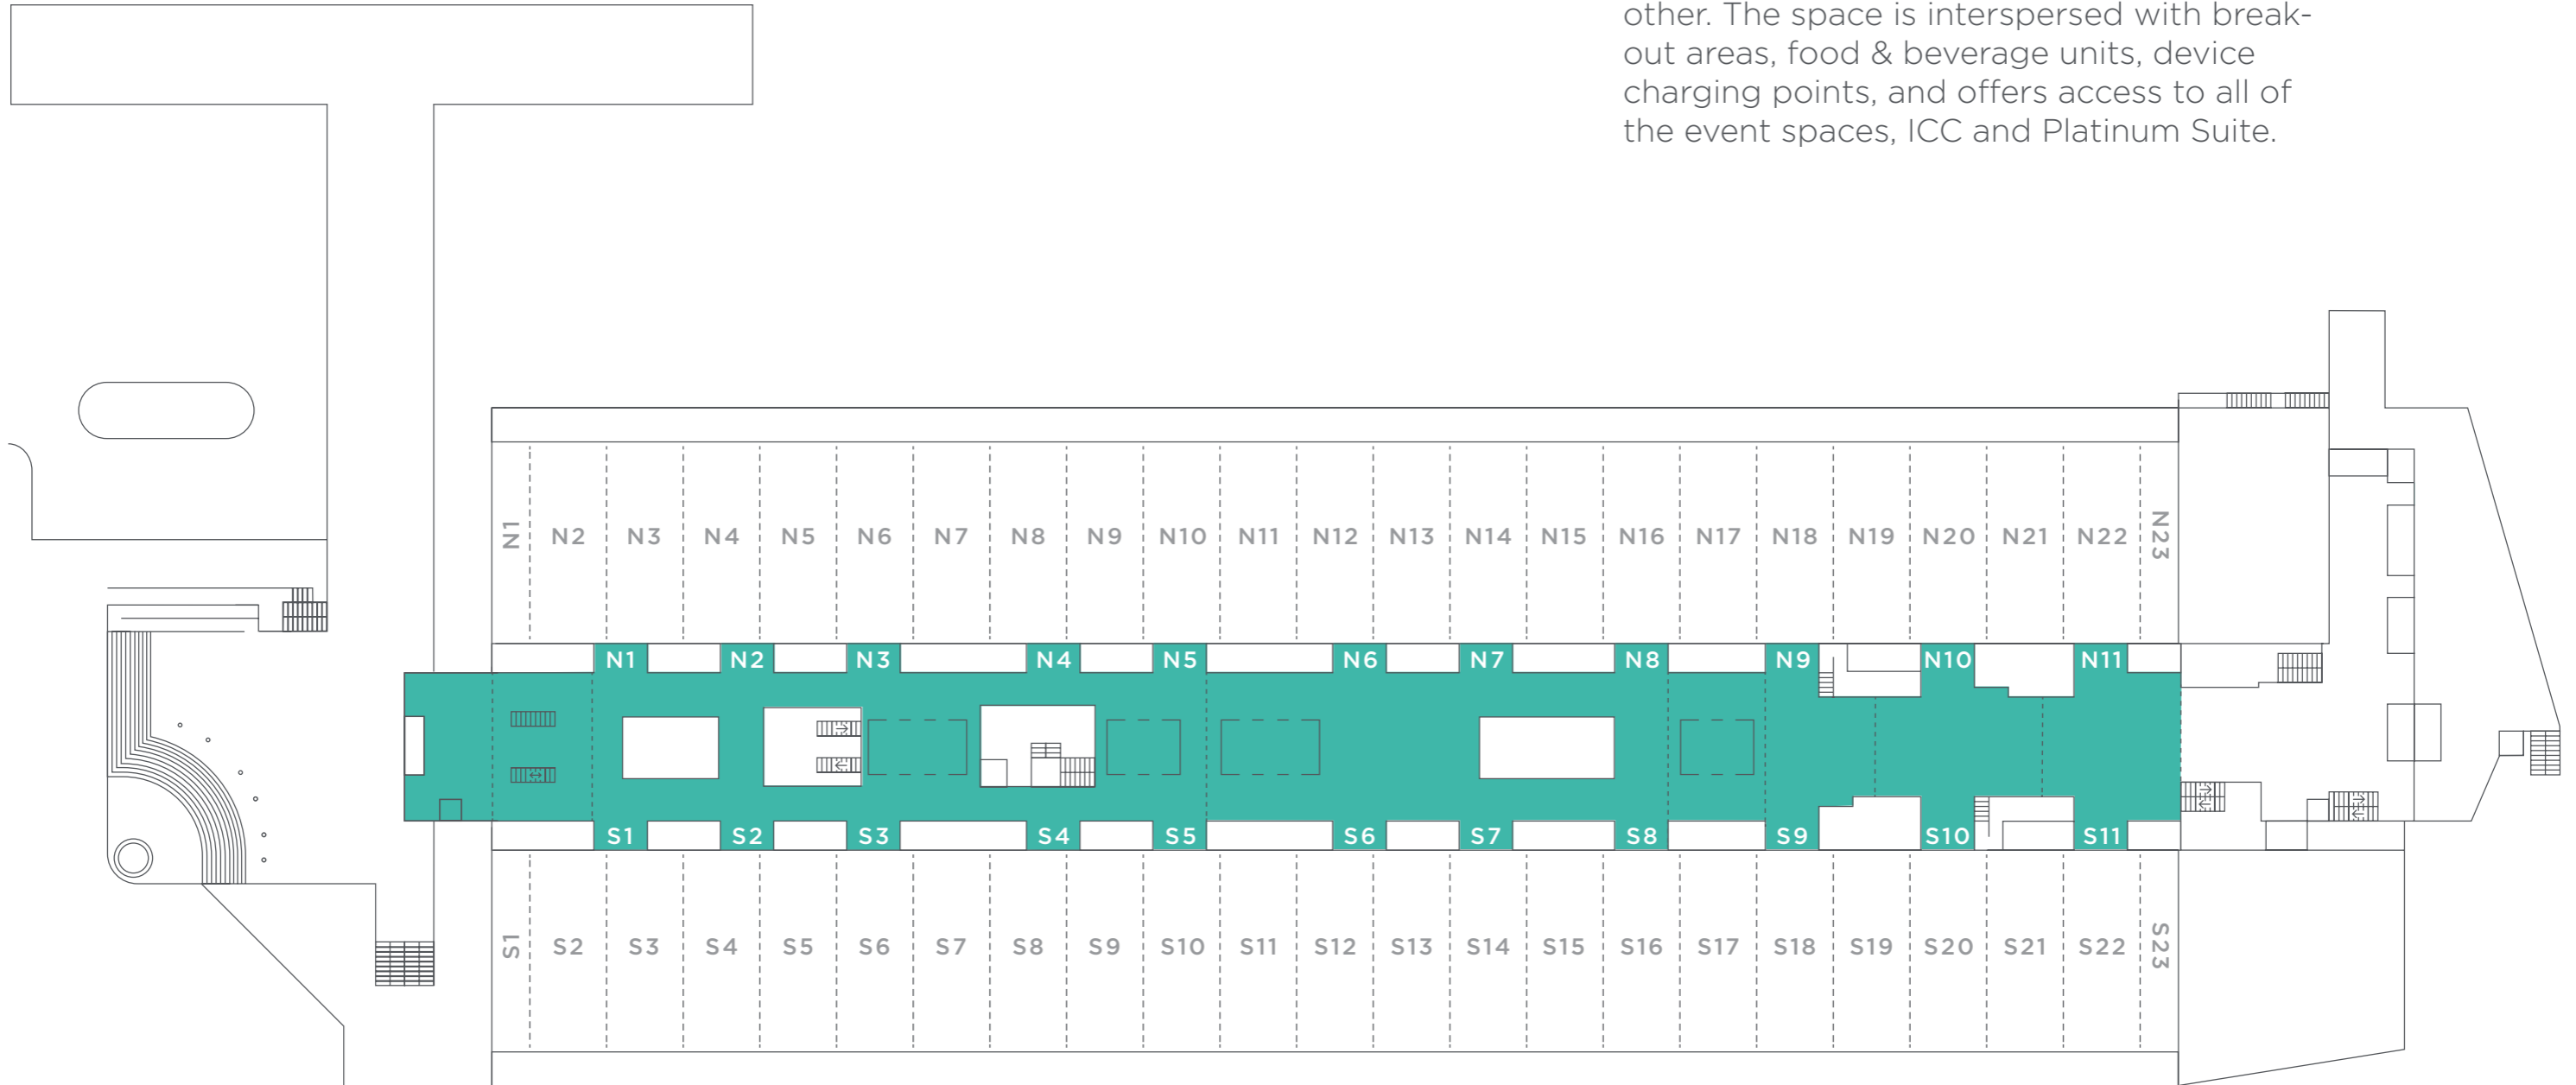 other. The space is interspersed with break-
out areas, food & beverage units, device
charging points, and offers access to all of
the event spaces, ICC and Platinum Suite.
N1 N2 N3 N4 N5 N6 N7 N8 N9 N10 N11 N12 N13 N14 N15 N16 N17 N18 N19 N20 N21 N22 N23
N1 N2 N3 N4 N5 N6 N7 N8 N9 N10 N11
S1 S2 S3 S4 S5 S6 S7 S8 S9 S10 S11
S1 S2 S3 S4 S5 S6 S7 S8 S9 S10 S11 S12 S13 S14 S15 S16 S17 S18 S19 S20 S21 S22 S23